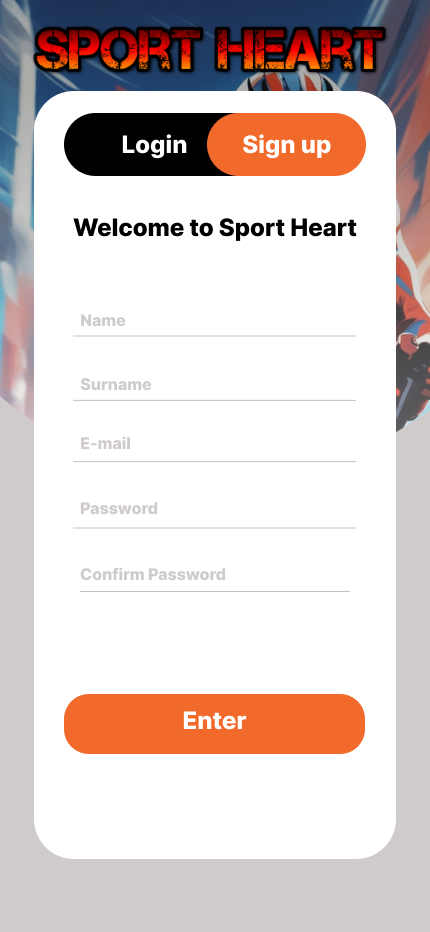 SPORT HEART
Login Sign up
Welcome to Sport Heart
Name
Surname
E-mail
Password
Confirm Password
Enter